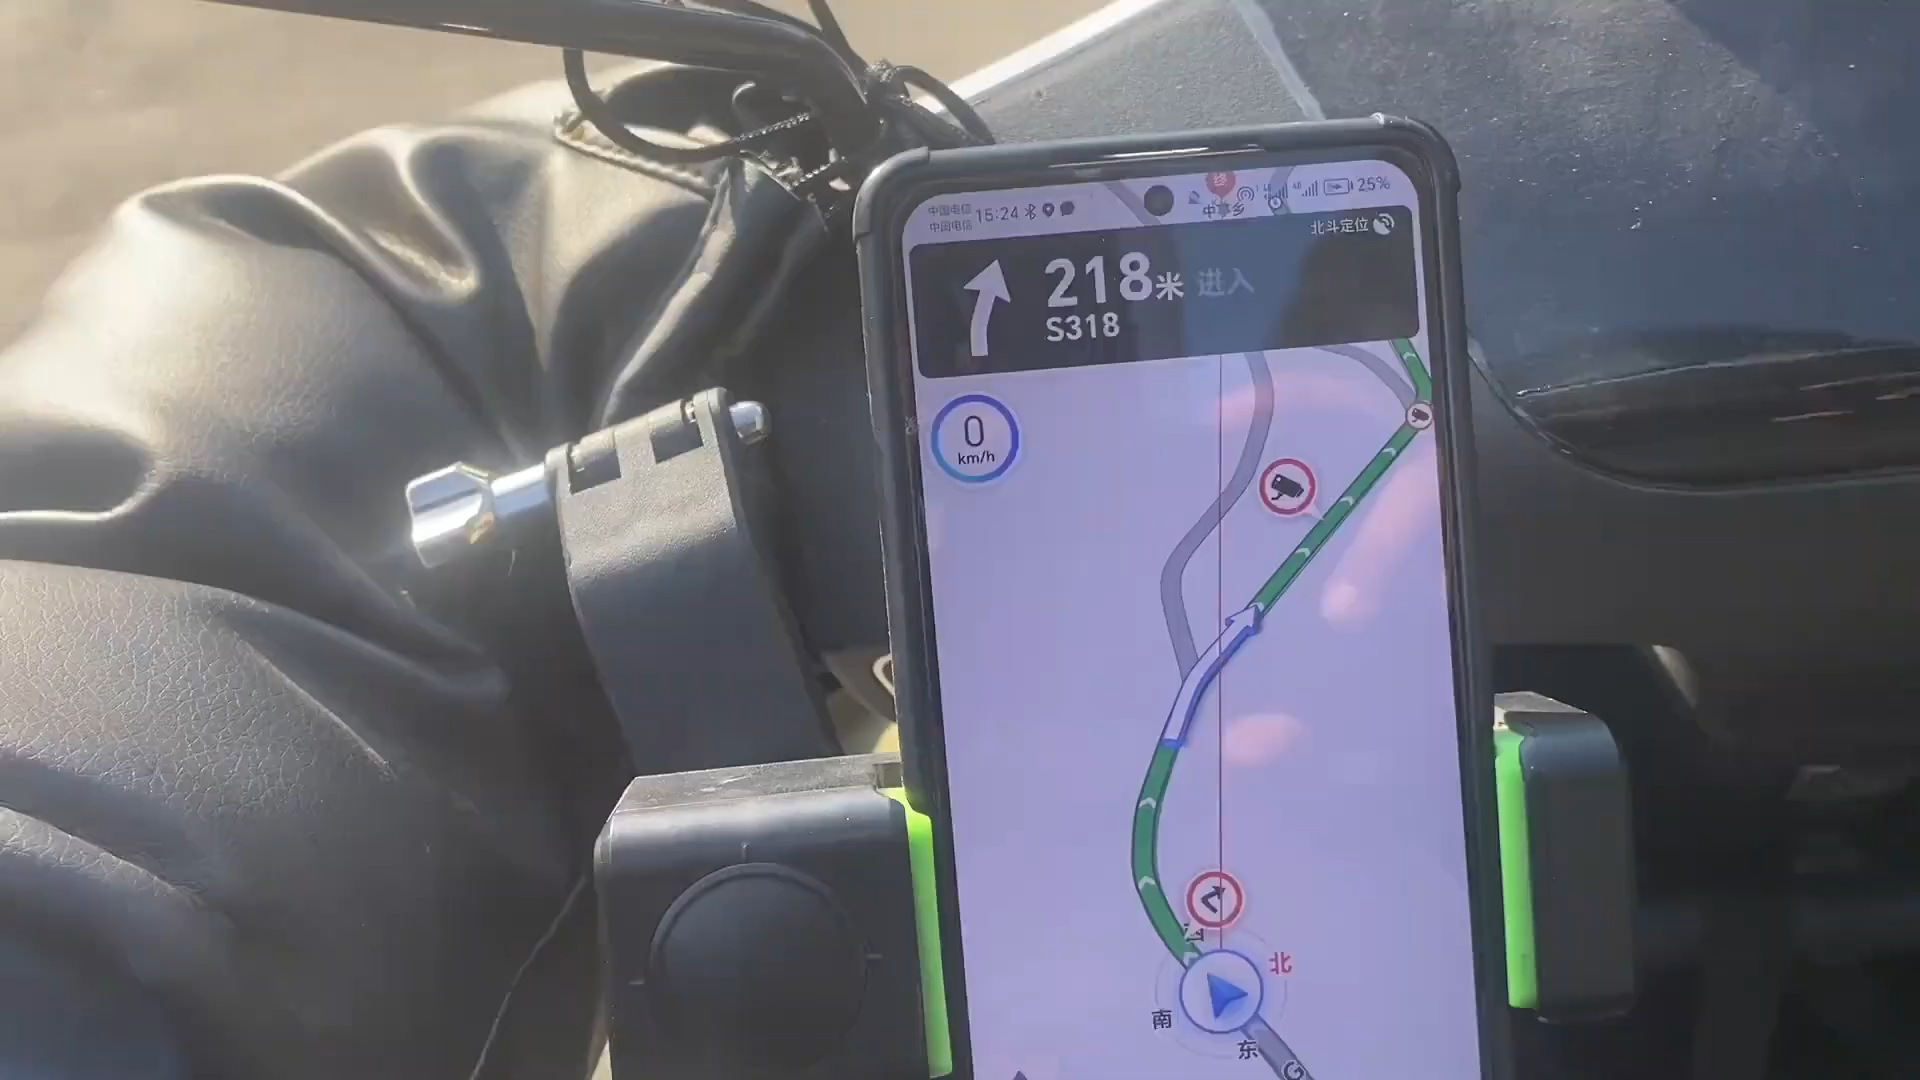 中国电信
中国电信
15:24
终
25%
中亭乡
北斗定位
218米 进入
S318
0
km/h
北
南
东
G